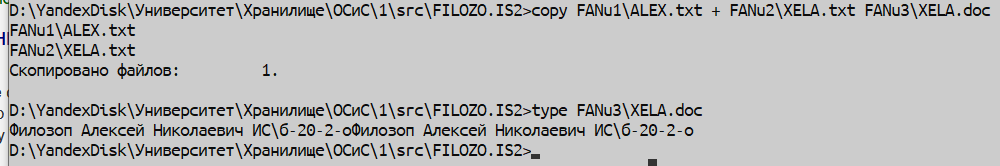 D:\YandexDisk\Университет\Хранилище\ОСиС\1\src\FILOZO.IS2>copy FANu1\ALEX.txt + FANu2\XELA.txt FANu3\XELA.doc
FANu1\ALEX.txt
FANu2\XELA.txt
Скопировано файлов:         1.
D:\YandexDisk\Университет\Хранилище\ОСиС\1\src\FILOZO.IS2>type FANu3\XELA.doc
Филозоп Алексей Николаевич ИС\б-20-2-оФилозоп Алексей Николаевич ИС\б-20-2-о
D:\YandexDisk\Университет\Хранилище\ОСиС\1\src\FILOZO.IS2>